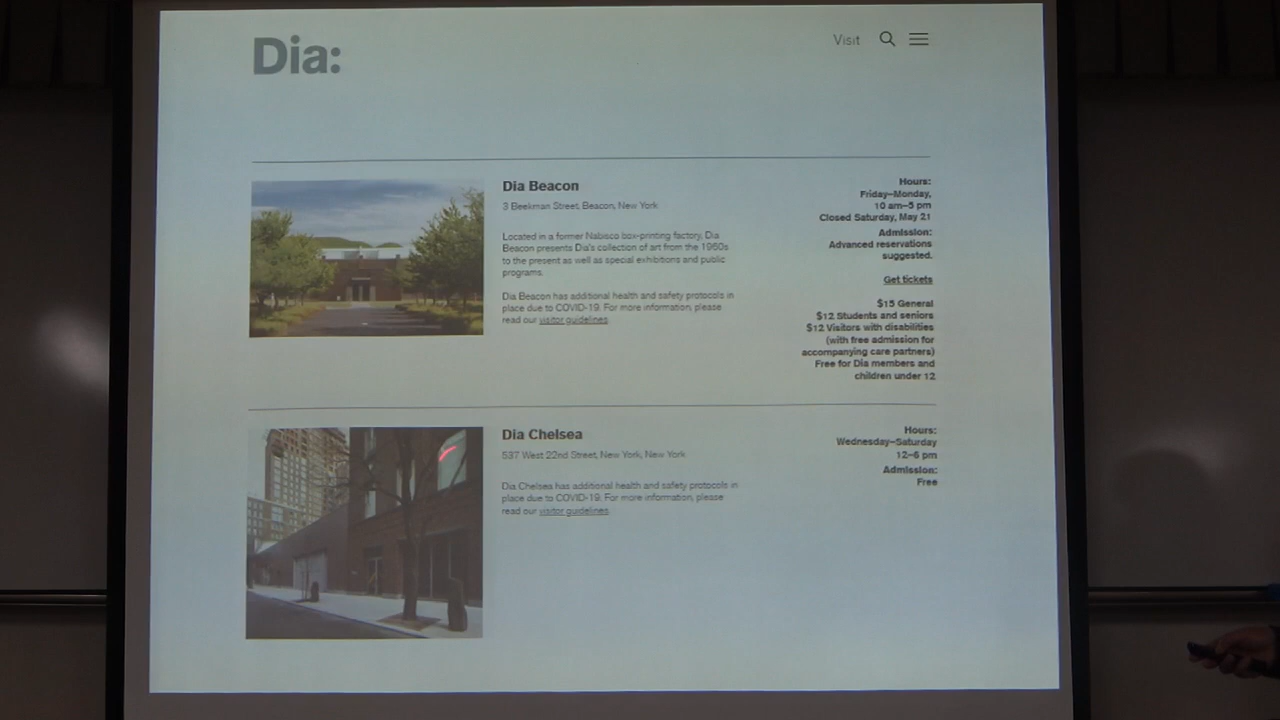 Dia:
Visit
Dia Beacon
3 Beekman Street, Beacon, New York
Located in a former Nabisco box-printing factory, Dia
Beacon presents Dia's collection of art from the 1960s
to the present as well as special exhibitions and public
programs.
Dia Beacon has additional health and safety protocols in
place due to COVID-19. For more information, please
read our visitor guidelines.
Hours:
Friday–Monday,
10 am–5 pm
Closed Saturday, May 21
Admission:
Advanced reservations
suggested.
Get tickets
$15 General
$12 Students and seniors
$12 Visitors with disabilities
(with free admission for
accompanying care partners)
Free for Dia members and
children under 12
Dia Chelsea
537 West 22nd Street, New York, New York
Dia Chelsea has additional health and safety protocols in
place due to COVID-19. For more information, please
read our visitor guidelines.
Hours:
Wednesday–Saturday
12–6 pm
Admission:
Free